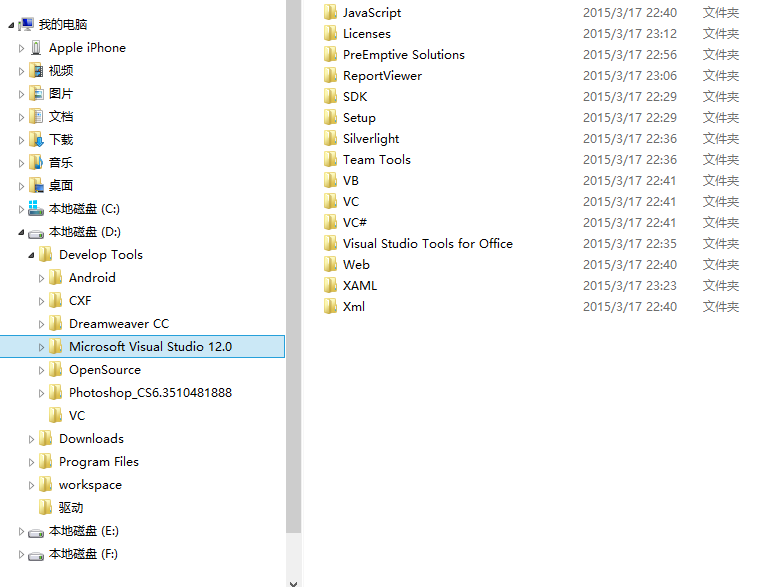 我的电脑
Apple iPhone
视频
图片
文档
下载
音乐
桌面
本地磁盘 (C:)
本地磁盘 (D:)
Develop Tools
Android
CXF
Dreamweaver CC
Microsoft Visual Studio 12.0
OpenSource
Photoshop_CS6.3510481888
VC
Downloads
Program Files
workspace
驱动
本地磁盘 (E:)
本地磁盘 (F:)
JavaScript 2015/3/17 22:40 文件夹
Licenses 2015/3/17 23:12 文件夹
PreEmptive Solutions 2015/3/17 22:56 文件夹
ReportViewer 2015/3/17 23:06 文件夹
SDK 2015/3/17 22:29 文件夹
Setup 2015/3/17 22:29 文件夹
Silverlight 2015/3/17 22:36 文件夹
Team Tools 2015/3/17 22:36 文件夹
VB 2015/3/17 22:41 文件夹
VC 2015/3/17 22:41 文件夹
VC# 2015/3/17 22:41 文件夹
Visual Studio Tools for Office 2015/3/17 22:35 文件夹
Web 2015/3/17 22:40 文件夹
XAML 2015/3/17 23:23 文件夹
Xml 2015/3/17 22:40 文件夹